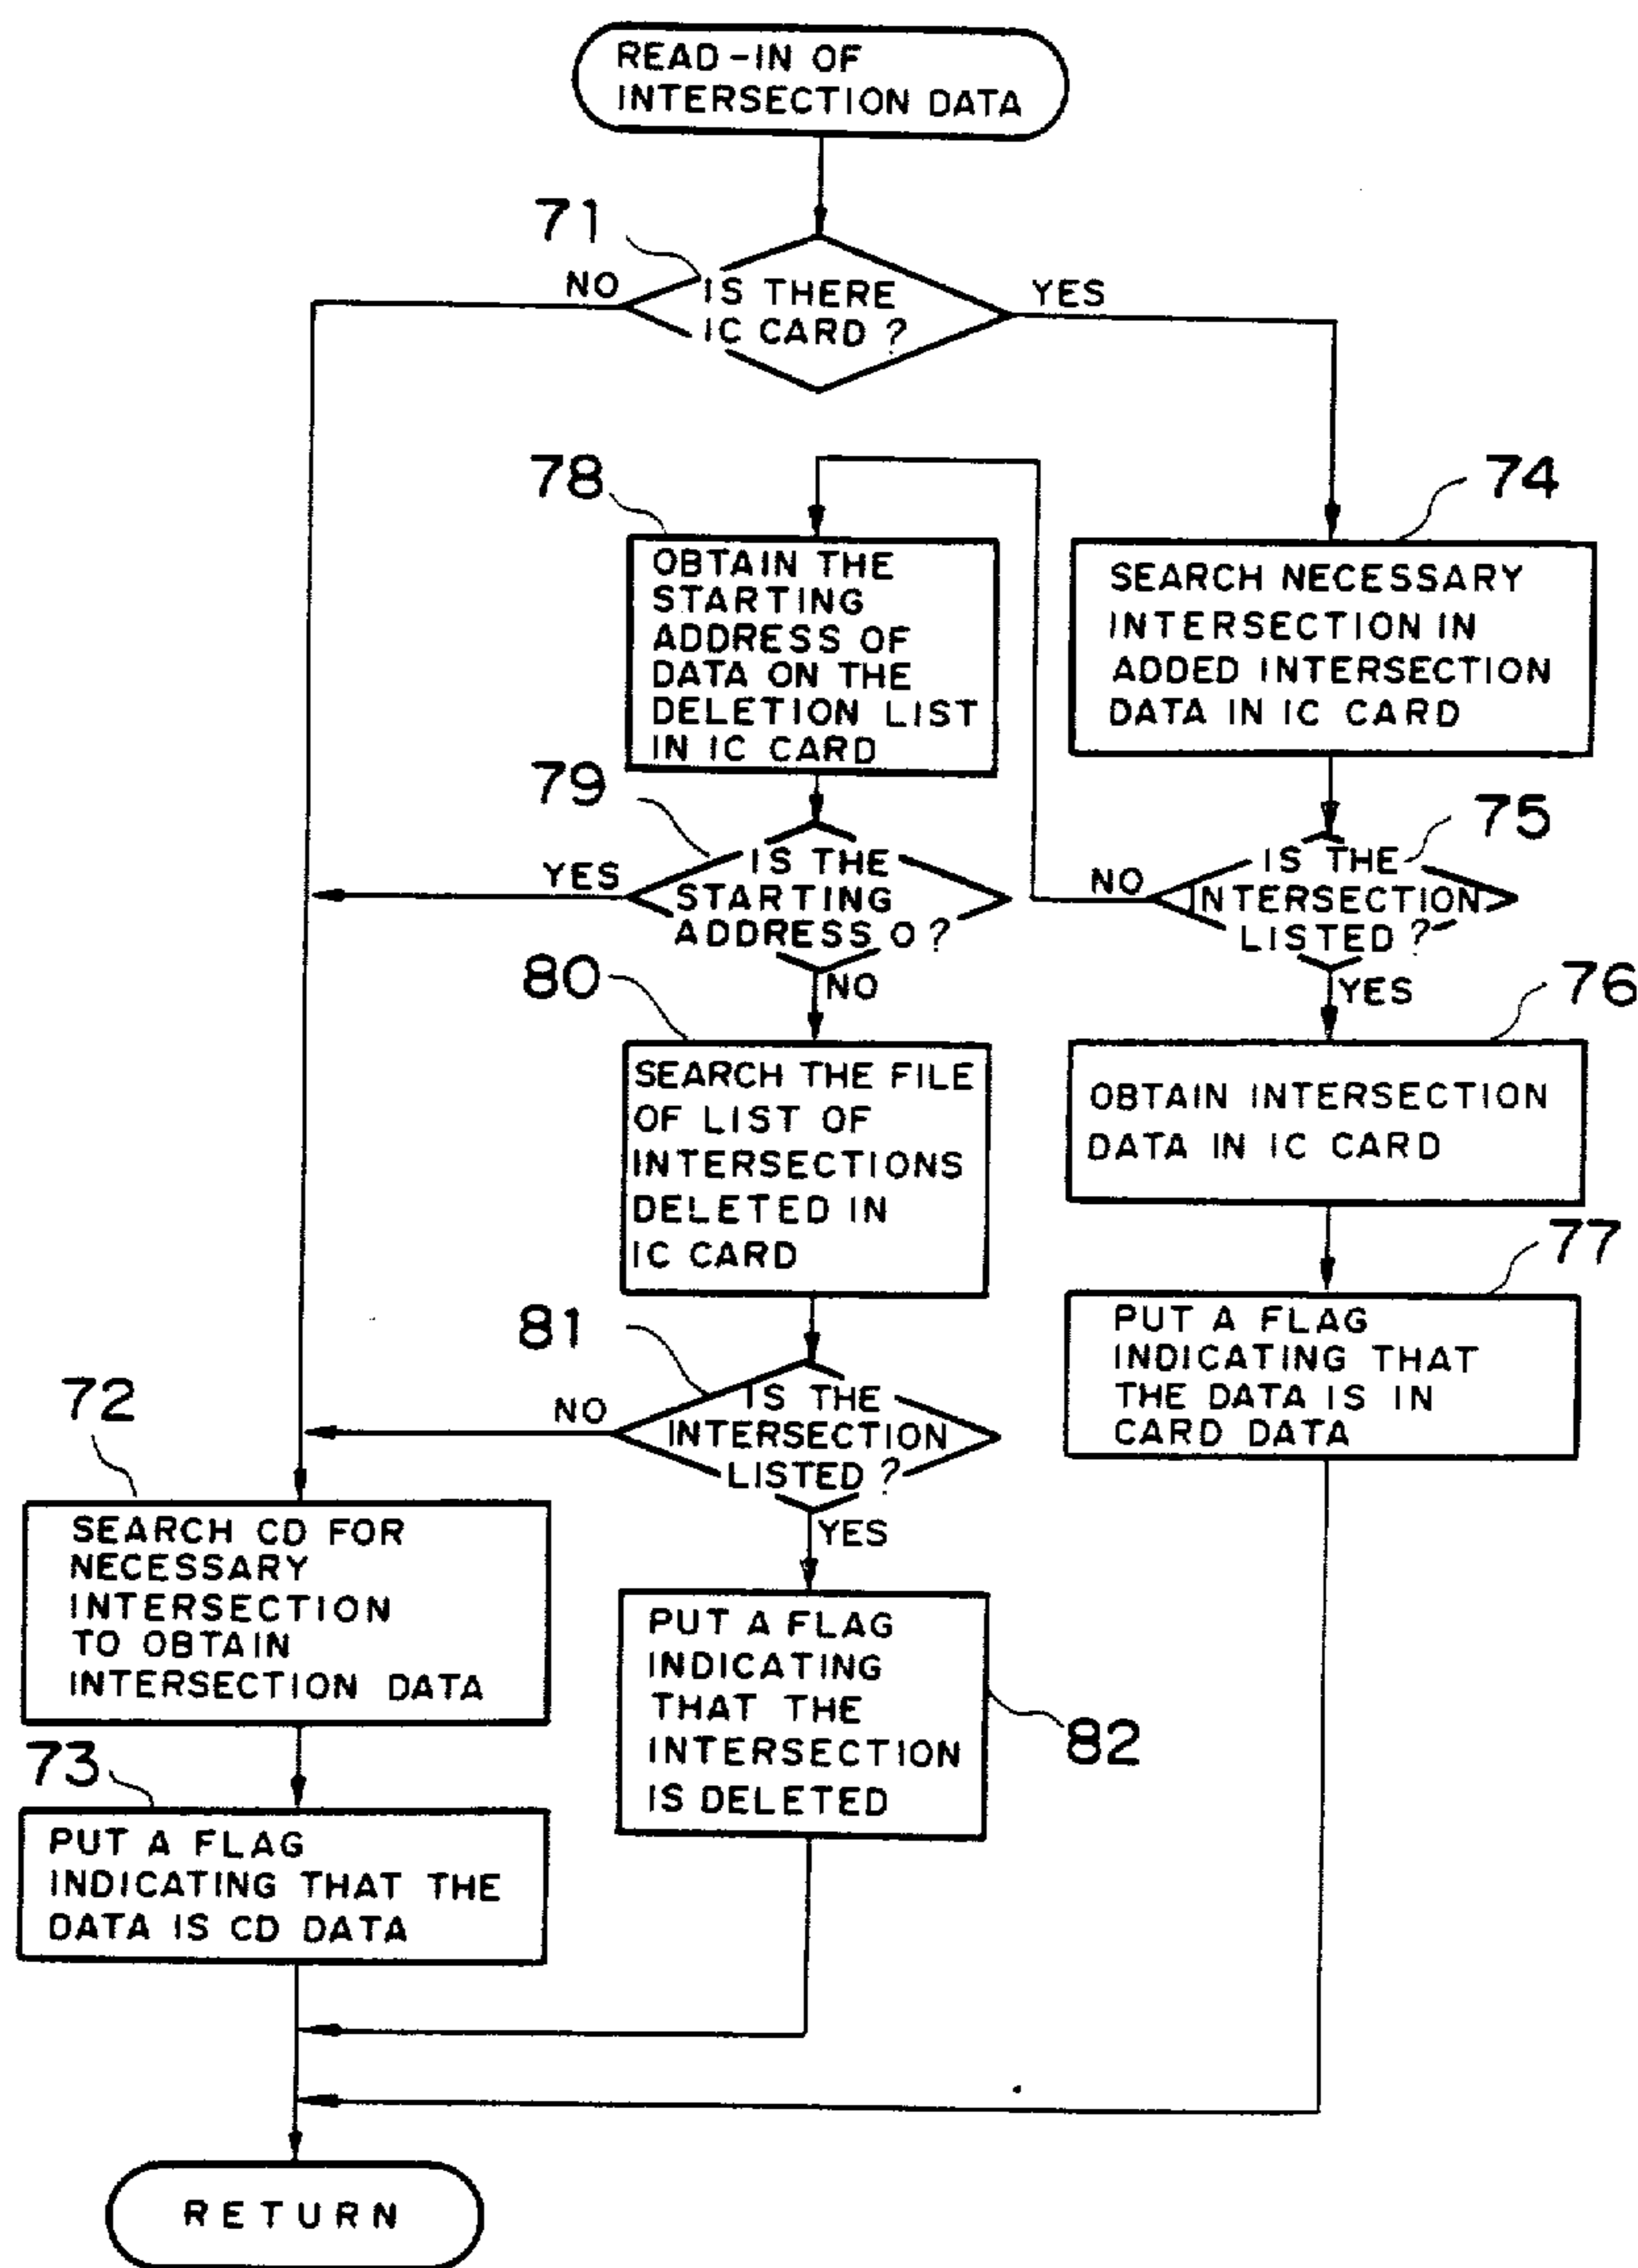 READ-IN OF
INTERSECTION DATA
71
NO
IS THERE
IC CARD?
YES
78
OBTAIN THE
STARTING
ADDRESS OF
DATA ON THE
DELETION LIST
IN IC CARD
74
SEARCH NECESSARY
INTERSECTION IN
ADDED INTERSECTION
DATA IN IC CARD
79
YES
IS THE
STARTING
ADDRESS 0?
NO
75
NO
IS THE
INTERSECTION
LISTED?
YES
80
SEARCH THE FILE
OF LIST OF
INTERSECTIONS
DELETED IN
IC CARD
76
OBTAIN INTERSECTION
DATA IN IC CARD
77
PUT A FLAG
INDICATING THAT
THE DATA IS IN
CARD DATA
81
NO
IS THE
INTERSECTION
LISTED?
YES
72
SEARCH CD FOR
NECESSARY
INTERSECTION
TO OBTAIN
INTERSECTION DATA
82
PUT A FLAG
INDICATING
THAT THE
INTERSECTION
IS DELETED
73
PUT A FLAG
INDICATING THAT THE
DATA IS CD DATA
RETURN